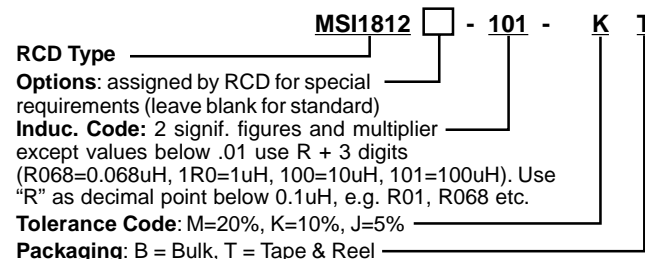 MSI1812 □ - 101 - K T
RCD Type
Options: assigned by RCD for special
requirements (leave blank for standard)
Induc. Code: 2 signif. figures and multiplier
except values below .01 use R + 3 digits
(R068=0.068uH, 1R0=1uH, 100=10uH, 101=100uH). Use
“R” as decimal point below 0.1uH, e.g. R01, R068 etc.
Tolerance Code: M=20%, K=10%, J=5%
Packaging: B = Bulk, T = Tape & Reel